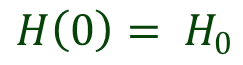 H(0) = H₀